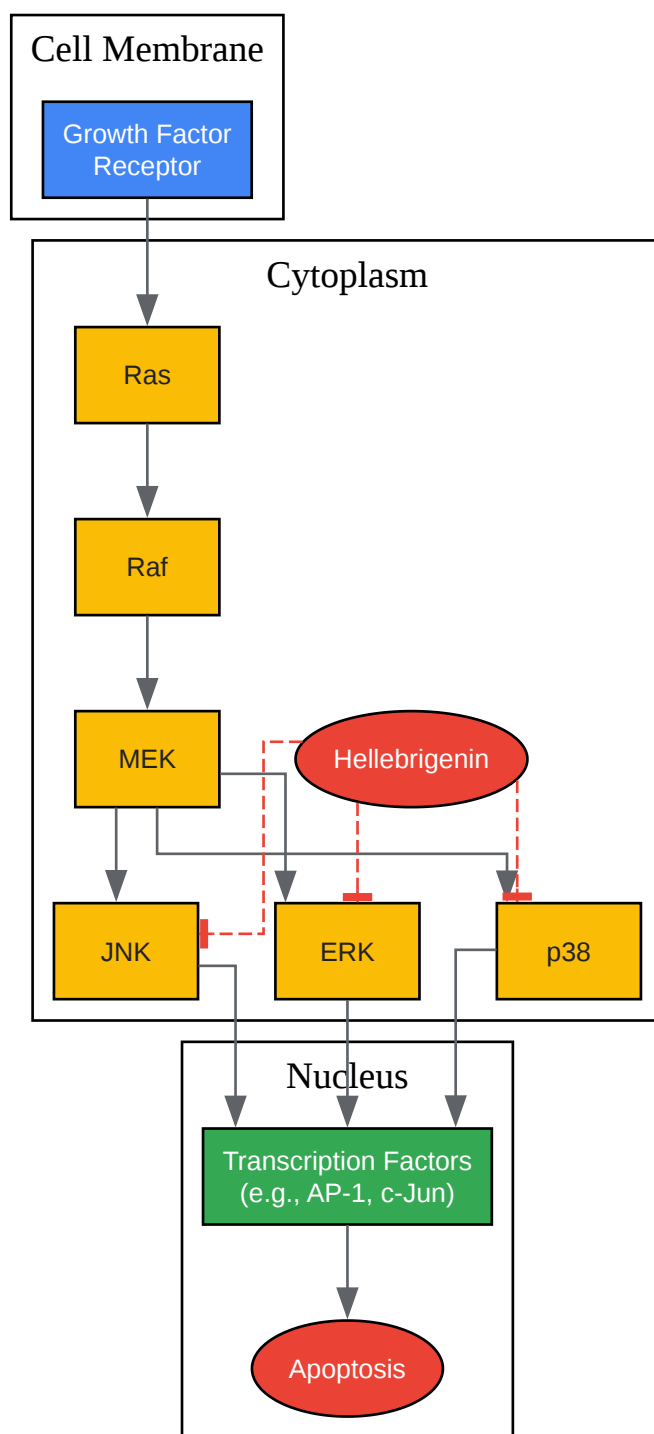 Cell Membrane
Growth Factor
Receptor
Cytoplasm
Ras
Raf
MEK
Hellebrigenin
JNK
ERK
p38
Nucleus
Transcription Factors
(e.g., AP-1, c-Jun)
Apoptosis